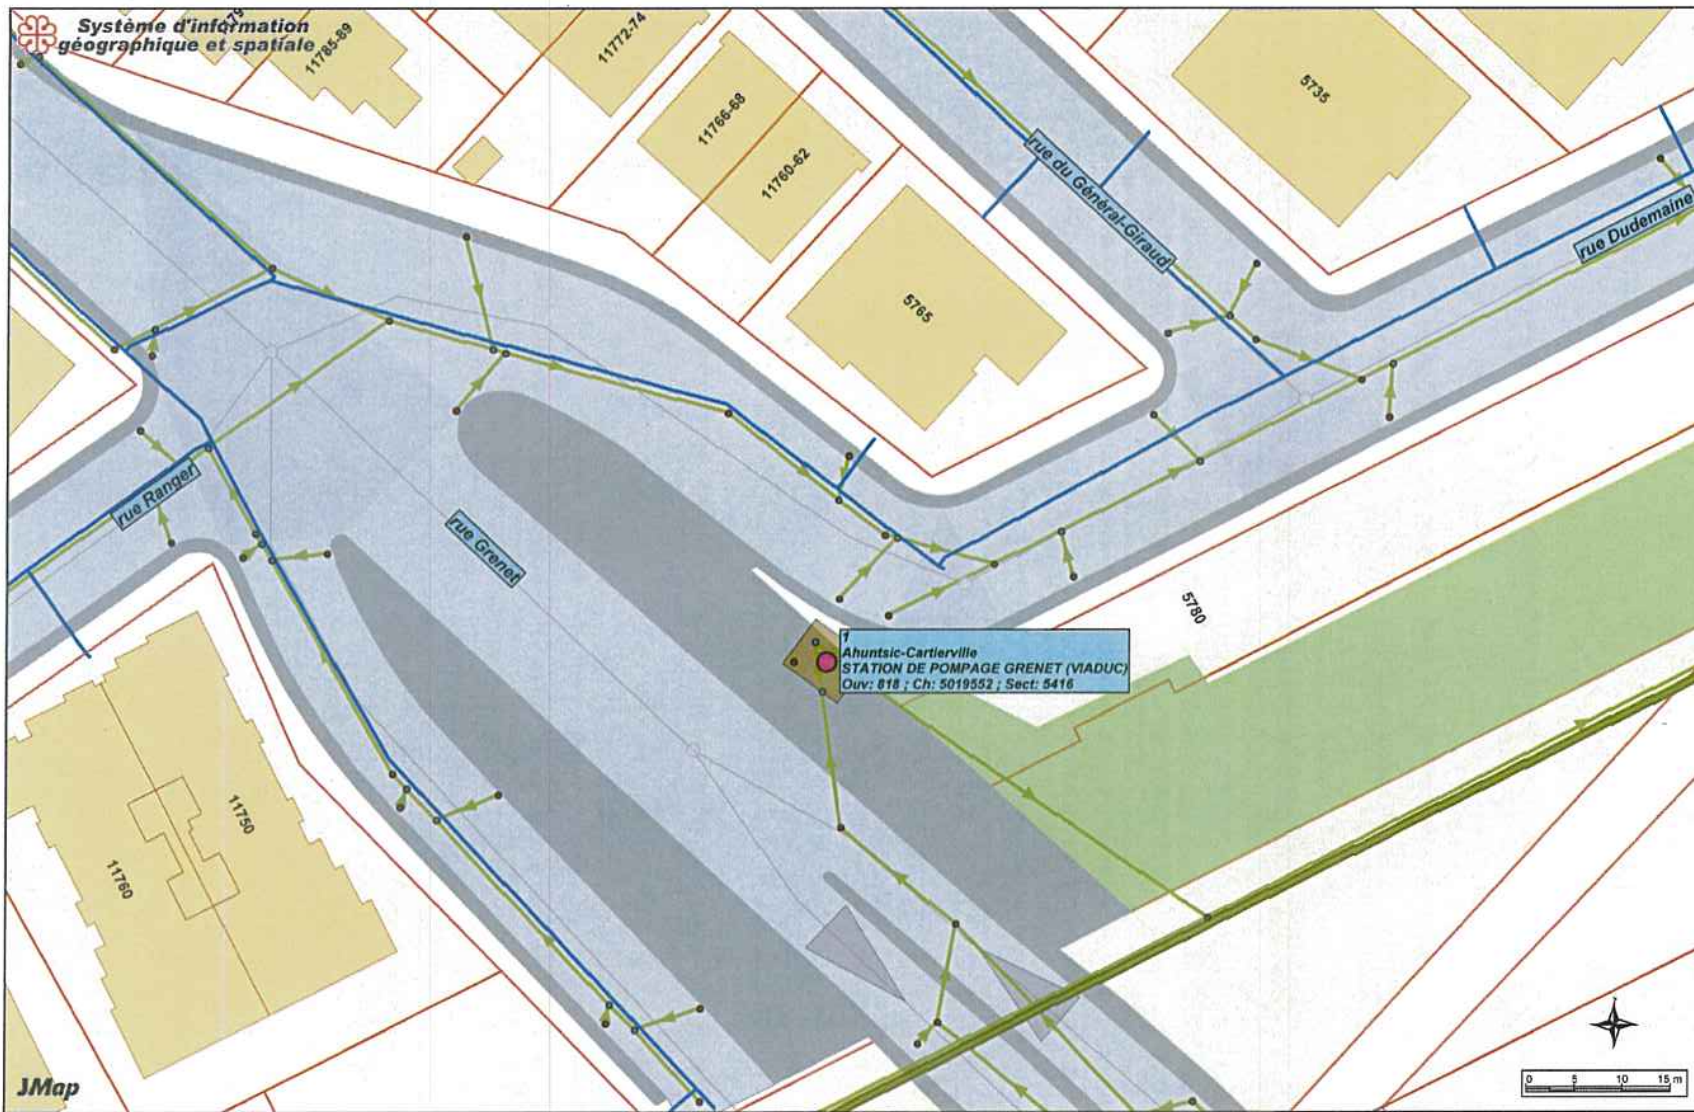 Système d'information
géographique et spatiale
11785-89
11772-74
11766-68
11760-62
5735
rue du Général-Giraud
rue Dudemaine
5765
rue Ranger
rue Grenet
5780
1
Ahuntsic-Cartierville
STATION DE POMPAGE GRENET (VIADUC)
Ouv: 818 ; Ch: 5019552 ; Sect: 5416
11750
11760
JMap
0 5 10 15 m